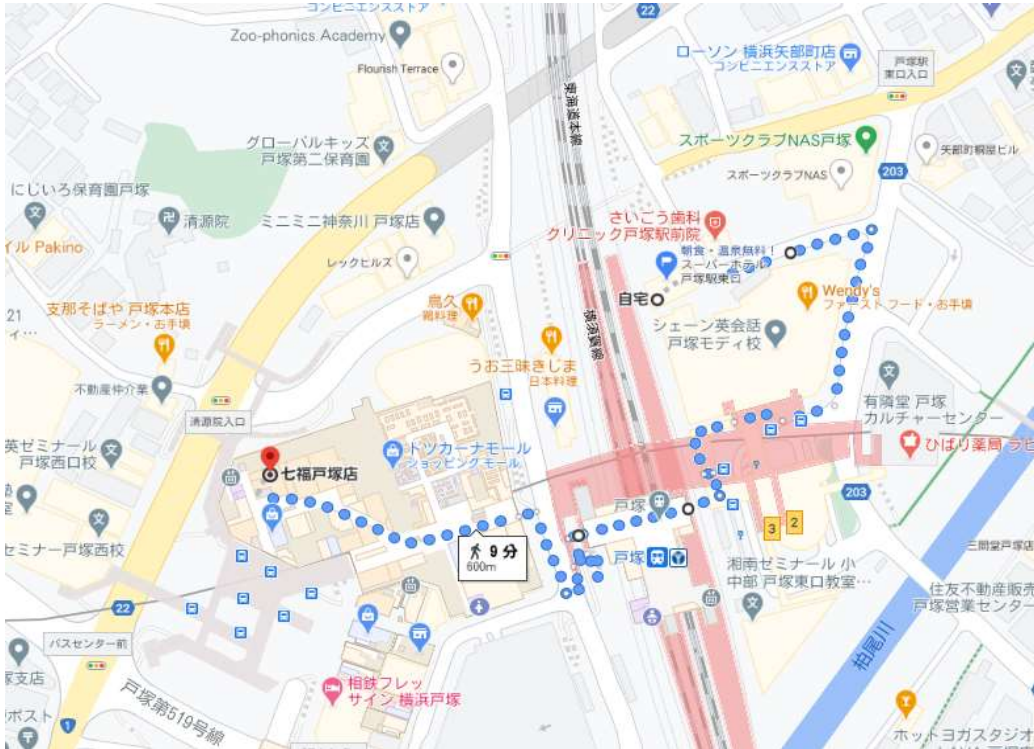 コンビニエンスストア
Zoo-phonics Academy
Flourish Terrace
22
ローソン 横浜矢部町店
コンビニエンスストア
戸塚駅
東口入口
東海道本線
グローバルキッズ
戸塚第二保育園
スポーツクラブNAS戸塚
矢部町桐屋ビル
スポーツクラブNAS
203
にじいろ保育園戸塚
清源院
ミニミニ神奈川 戸塚店
さいこう歯科
クリニック戸塚駅前院
イル Pakino
レックヒルズ
朝食・温泉無料！
スーパーホテル
戸塚駅東口
自宅
Wendy's
ファースト フード・お手頃
支那そばや 戸塚本店
ラーメン・お手頃
鳥久
鶏料理
横須賀線
シェーン英会話
戸塚モディ校
21
うお三昧きじま
日本料理
不動産仲介業
有隣堂 戸塚
カルチャーセンター
清源院入口
英ゼミナール
戸塚西口校
トツカーナモール
ショッピング モール
ひばり薬局 ラピ
七福戸塚店
戸塚
203
3
2
セミナー戸塚西校
9 分
600m
三間堂戸塚店
戸塚
湘南ゼミナール 小
中部 戸塚東口教室…
住友不動産販売
戸塚営業センター
22
バスセンター前
柏尾川
戸塚第519号線
相鉄フレッ
サイン 横浜戸塚
塚支店
ポスト
1
ホットヨガスタジオ